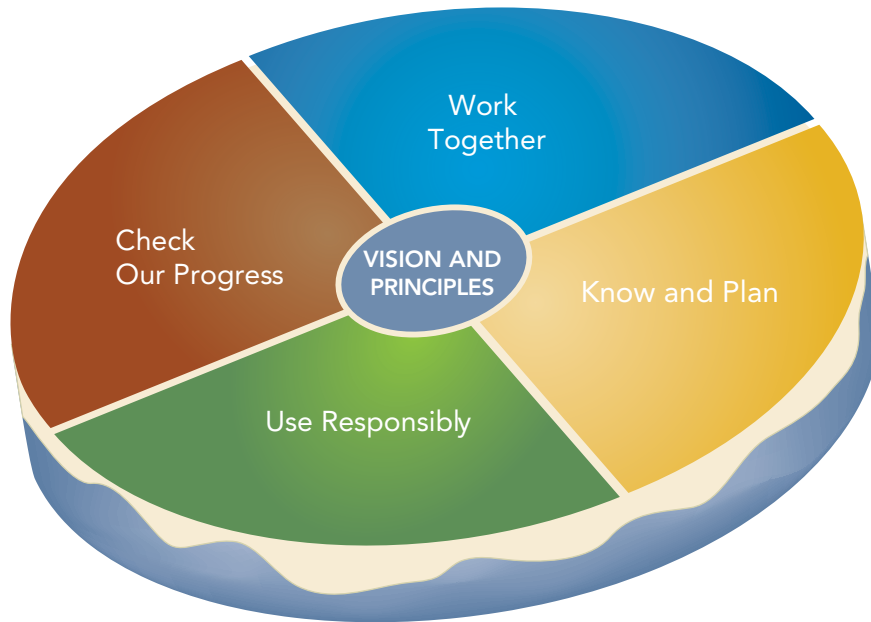 Work
Together
Check
Our Progress
VISION AND
PRINCIPLES
Know and Plan
Use Responsibly